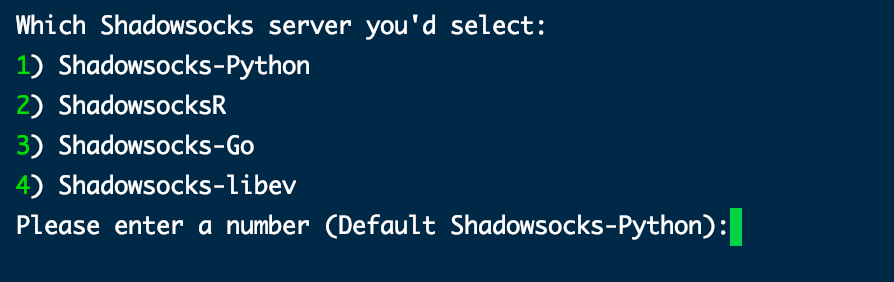 Which Shadowsocks server you'd select:
1) Shadowsocks-Python
2) ShadowsocksR
3) Shadowsocks-Go
4) Shadowsocks-libev
Please enter a number (Default Shadowsocks-Python):